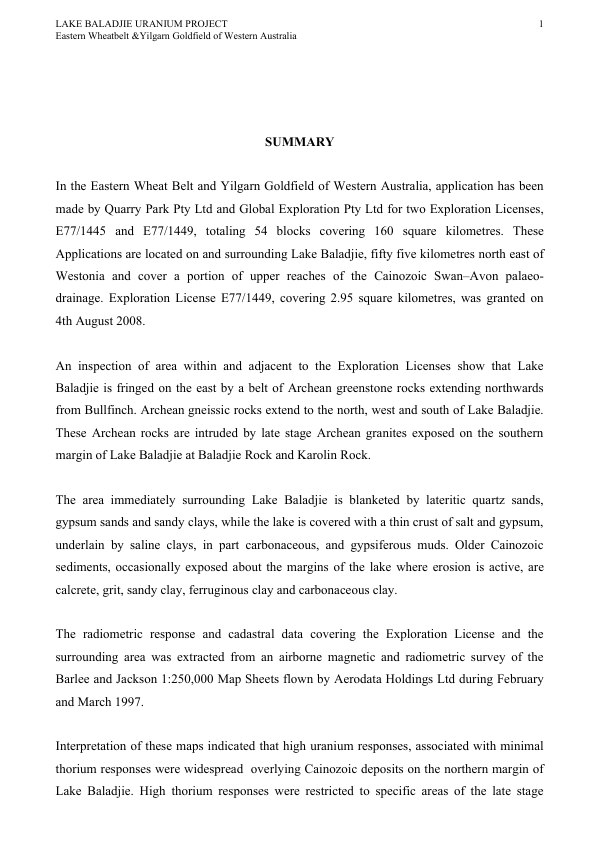 LAKE BALADJIE URANIUM PROJECT 1
Eastern Wheatbelt &Yilgarn Goldfield of Western Australia
SUMMARY
In the Eastern Wheat Belt and Yilgarn Goldfield of Western Australia, application has been
made by Quarry Park Pty Ltd and Global Exploration Pty Ltd for two Exploration Licenses,
E77/1445 and E77/1449, totaling 54 blocks covering 160 square kilometres. These
Applications are located on and surrounding Lake Baladjie, fifty five kilometres north east of
Westonia and cover a portion of upper reaches of the Cainozoic Swan–Avon palaeo-
drainage. Exploration License E77/1449, covering 2.95 square kilometres, was granted on
4th August 2008.
An inspection of area within and adjacent to the Exploration Licenses show that Lake
Baladjie is fringed on the east by a belt of Archean greenstone rocks extending northwards
from Bullfinch. Archean gneissic rocks extend to the north, west and south of Lake Baladjie.
These Archean rocks are intruded by late stage Archean granites exposed on the southern
margin of Lake Baladjie at Baladjie Rock and Karolin Rock.
The area immediately surrounding Lake Baladjie is blanketed by lateritic quartz sands,
gypsum sands and sandy clays, while the lake is covered with a thin crust of salt and gypsum,
underlain by saline clays, in part carbonaceous, and gypsiferous muds. Older Cainozoic
sediments, occasionally exposed about the margins of the lake where erosion is active, are
calcrete, grit, sandy clay, ferruginous clay and carbonaceous clay.
The radiometric response and cadastral data covering the Exploration License and the
surrounding area was extracted from an airborne magnetic and radiometric survey of the
Barlee and Jackson 1:250,000 Map Sheets flown by Aerodata Holdings Ltd during February
and March 1997.
Interpretation of these maps indicated that high uranium responses, associated with minimal
thorium responses were widespread overlying Cainozoic deposits on the northern margin of
Lake Baladjie. High thorium responses were restricted to specific areas of the late stage